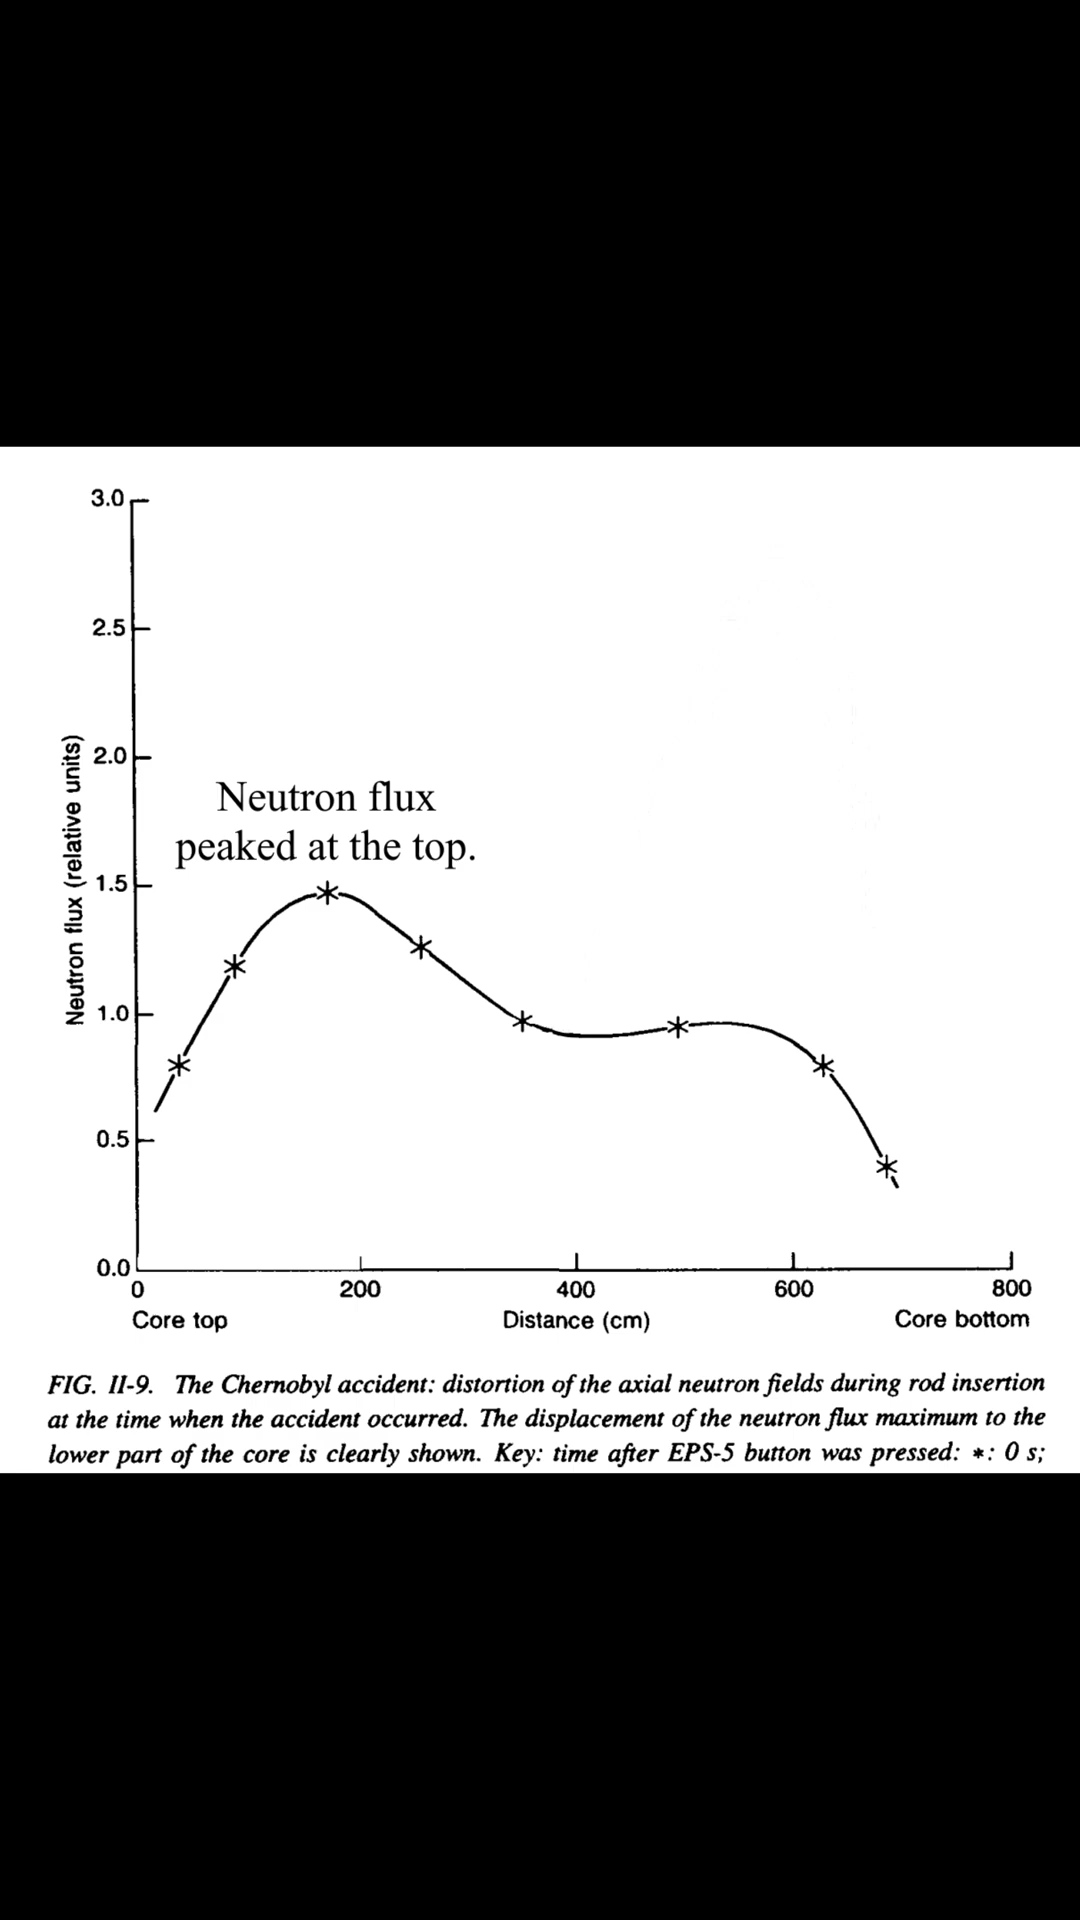 3.0
2.5
2.0
Neutron flux
peaked at the top.
1.5
1.0
0.5
0.0
Neutron flux (relative units)
0 200 400 600 800
Core top Distance (cm) Core bottom
FIG. II-9. The Chernobyl accident: distortion of the axial neutron fields during rod insertion
at the time when the accident occurred. The displacement of the neutron flux maximum to the
lower part of the core is clearly shown. Key: time after EPS-5 button was pressed: *: 0 s;